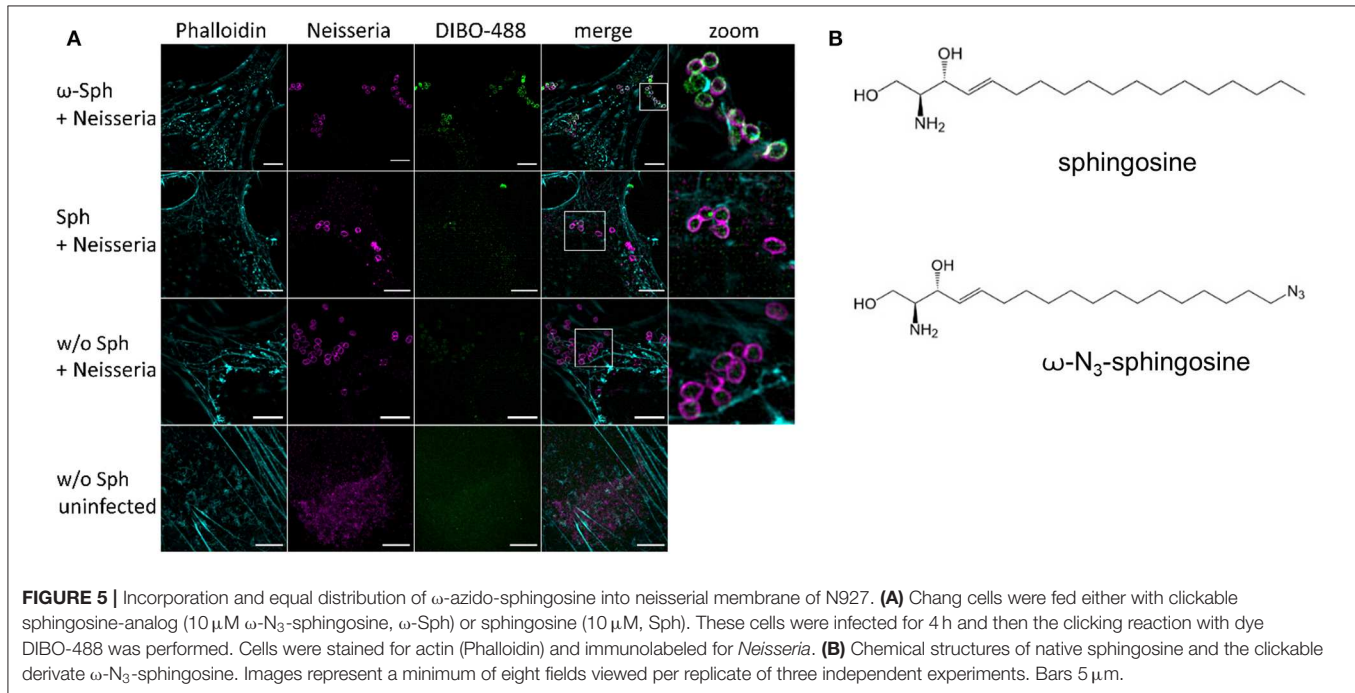 A
Phalloidin Neisseria DIBO-488 merge zoom
ω-Sph
+ Neisseria
Sph
+ Neisseria
w/o Sph
+ Neisseria
w/o Sph
uninfected
B
OH
HO
NH₂
sphingosine
OH
HO
NH₂
N₃
ω-N₃-sphingosine
FIGURE 5 | Incorporation and equal distribution of ω-azido-sphingosine into neisserial membrane of N927. (A) Chang cells were fed either with clickable
sphingosine-analog (10 μM ω-N₃-sphingosine, ω-Sph) or sphingosine (10 μM, Sph). These cells were infected for 4 h and then the clicking reaction with dye
DIBO-488 was performed. Cells were stained for actin (Phalloidin) and immunolabeled for Neisseria. (B) Chemical structures of native sphingosine and the clickable
derivate ω-N₃-sphingosine. Images represent a minimum of eight fields viewed per replicate of three independent experiments. Bars 5 μm.